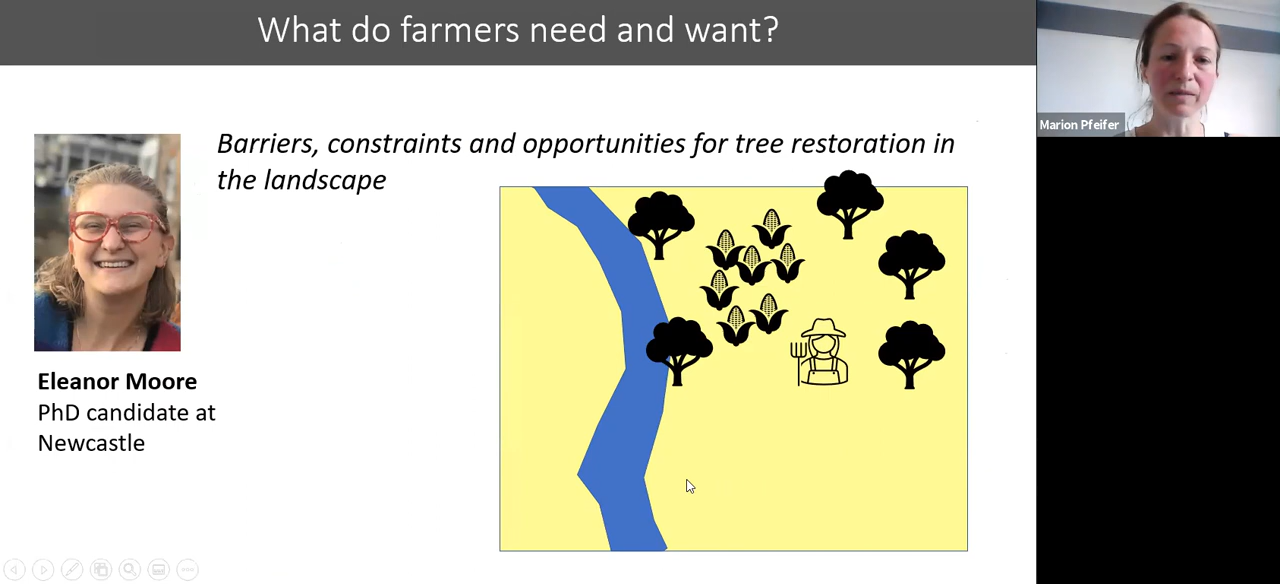 What do farmers need and want?
Barriers, constraints and opportunities for tree restoration in
the landscape
Eleanor Moore
PhD candidate at
Newcastle
Marion Pfeifer